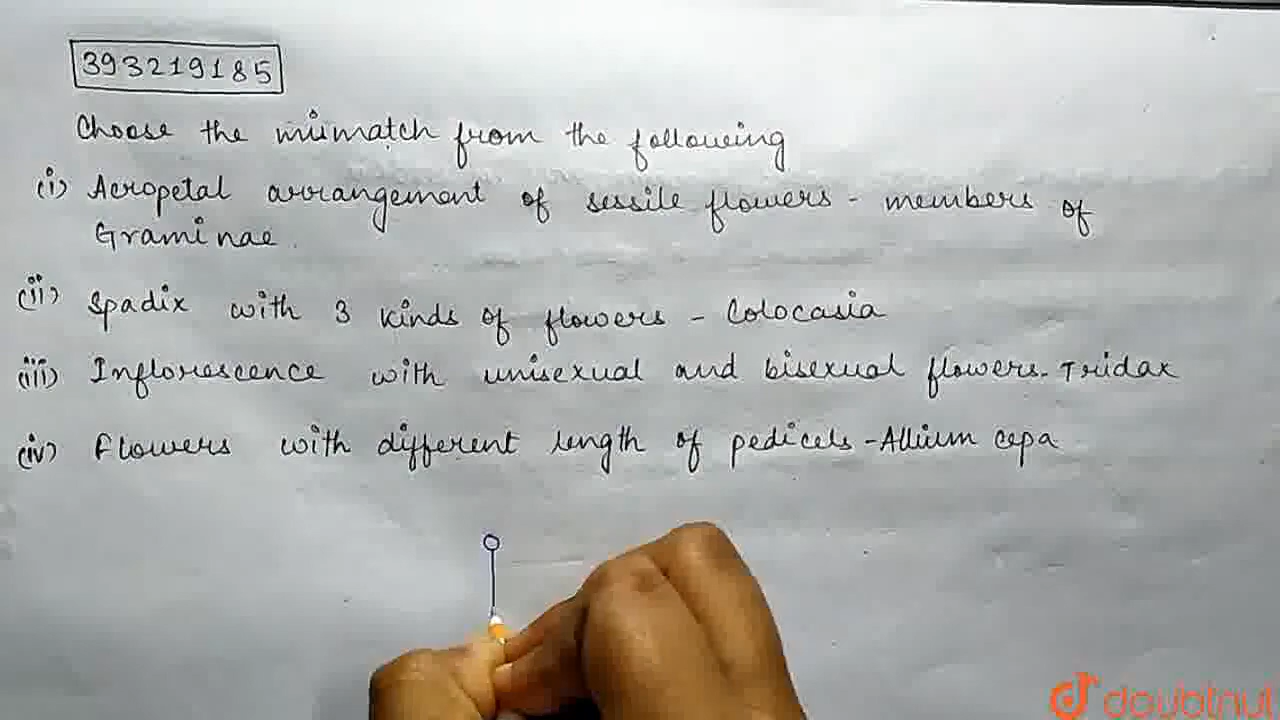 393219185
Choose the mismatch from the following
(i) Acropetal arrangement of sessile flowers - members of
Graminae.
(ii) Spadix with 3 kinds of flowers - Colocasia
(iii) Inflorescence with unisexual and bisexual flowers - Tridax
(iv) Flowers with different length of pedicels - Allium cepa
doubtnut